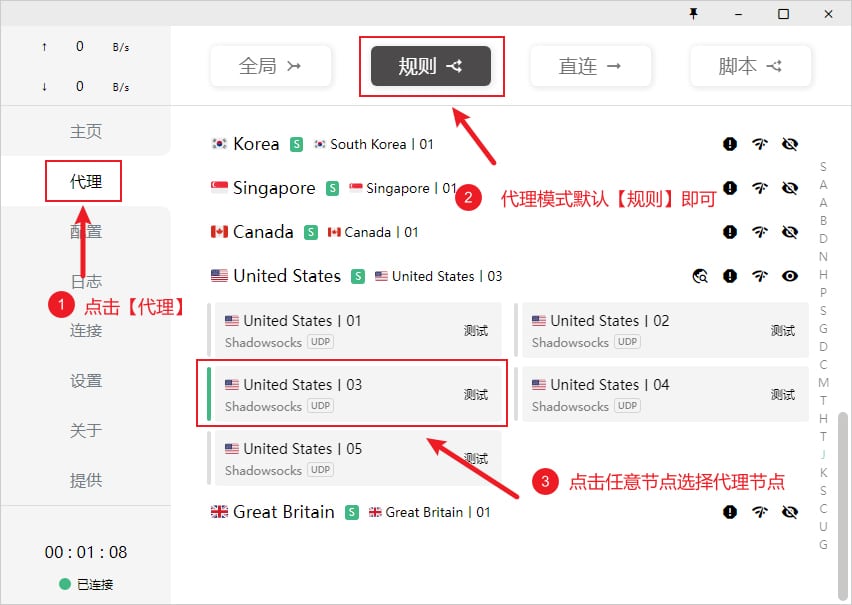 ↑ 0 B/s
↓ 0 B/s
主页
代理
配置
日志
连接
设置
关于
提供
00 : 01 : 08
已连接
1 点击【代理】
全局
规则
直连 →
脚本
Korea S South Korea | 01
Singapore S Singapore | 01
2 代理模式默认【规则】即可
Canada S Canada | 01
United States S United States | 03
United States | 01
Shadowsocks UDP
测试
United States | 02
Shadowsocks UDP
测试
United States | 03
Shadowsocks UDP
测试
United States | 04
Shadowsocks UDP
测试
United States | 05
Shadowsocks UDP
测试
3 点击任意节点选择代理节点
Great Britain S Great Britain | 01
S
A
A
B
D
N
H
P
S
G
D
C
M
T
H
T
J
K
S
C
U
G